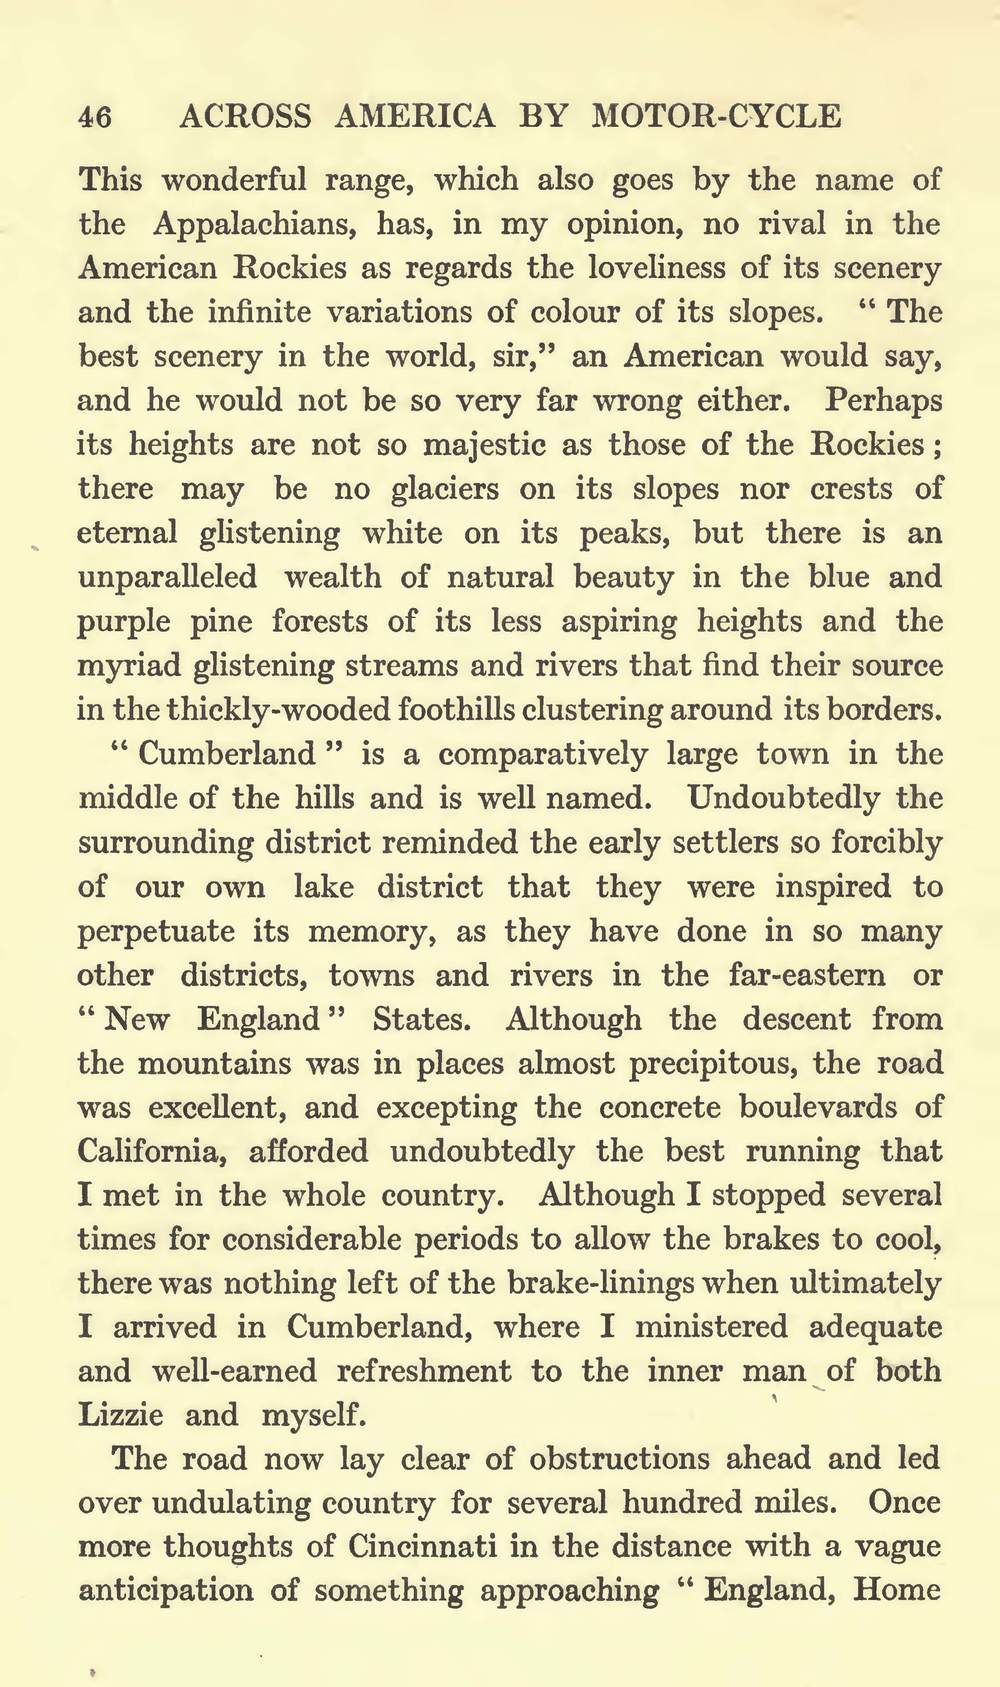 46 ACROSS AMERICA BY MOTOR-CYCLE
This wonderful range, which also goes by the name of
the Appalachians, has, in my opinion, no rival in the
American Rockies as regards the loveliness of its scenery
and the infinite variations of colour of its slopes. “ The
best scenery in the world, sir,” an American would say,
and he would not be so very far wrong either. Perhaps
its heights are not so majestic as those of the Rockies ;
there may be no glaciers on its slopes nor crests of
eternal glistening white on its peaks, but there is an
unparalleled wealth of natural beauty in the blue and
purple pine forests of its less aspiring heights and the
myriad glistening streams and rivers that find their source
in the thickly-wooded foothills clustering around its borders.
“ Cumberland ” is a comparatively large town in the
middle of the hills and is well named. Undoubtedly the
surrounding district reminded the early settlers so forcibly
of our own lake district that they were inspired to
perpetuate its memory, as they have done in so many
other districts, towns and rivers in the far-eastern or
“ New England ” States. Although the descent from
the mountains was in places almost precipitous, the road
was excellent, and excepting the concrete boulevards of
California, afforded undoubtedly the best running that
I met in the whole country. Although I stopped several
times for considerable periods to allow the brakes to cool,
there was nothing left of the brake-linings when ultimately
I arrived in Cumberland, where I ministered adequate
and well-earned refreshment to the inner man of both
Lizzie and myself.
The road now lay clear of obstructions ahead and led
over undulating country for several hundred miles. Once
more thoughts of Cincinnati in the distance with a vague
anticipation of something approaching “ England, Home